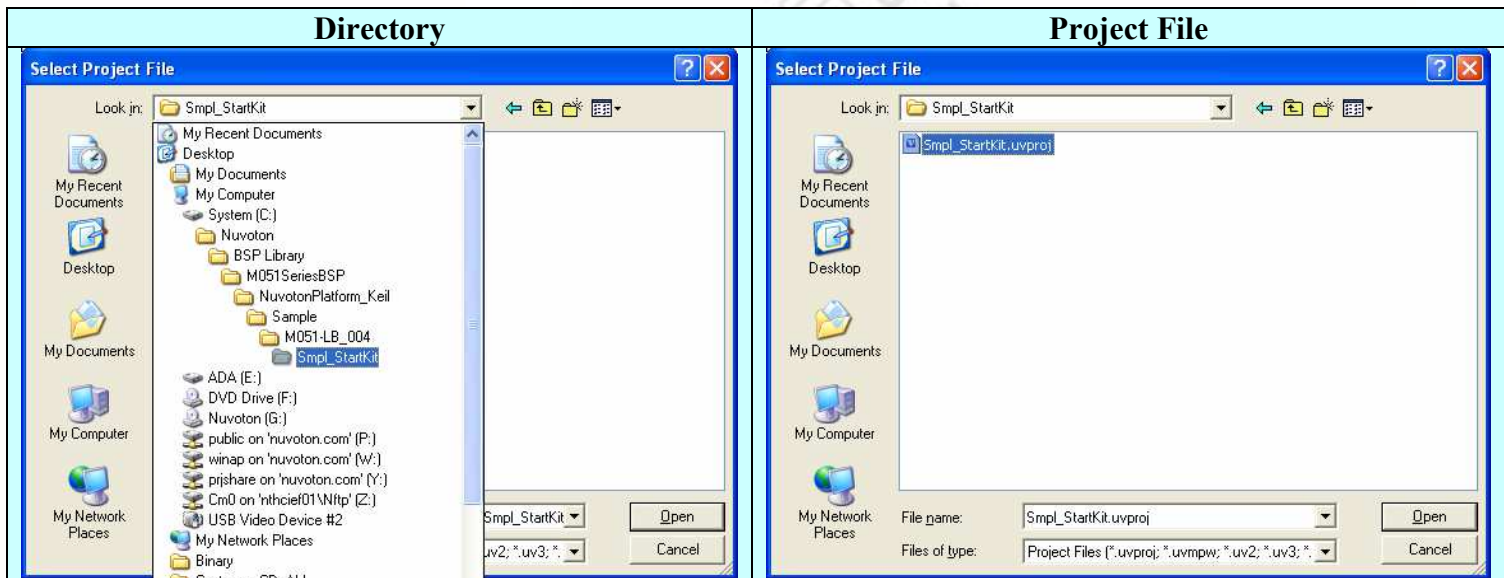 Directory
Project File
Select Project File
Look in:
Smpl_StartKit
My Recent Documents
Desktop
My Documents
My Computer
System (C:)
Nuvoton
BSP Library
M051SeriesBSP
NuvotonPlatform_Keil
Sample
M051-LB_004
Smpl_StartKit
ADA (E:)
DVD Drive (F:)
Nuvoton (G:)
public on 'nuvoton.com' (P:)
winap on 'nuvoton.com' (W:)
prjshare on 'nuvoton.com' (Y:)
Cm0 on 'nthcief01\Nftp' (Z:)
USB Video Device #2
My Network Places
Binary
My Recent
Documents
Desktop
My Documents
My Computer
My Network
Places
Smpl_StartKit
Open
uv2; *.uv3; *.
Cancel
Select Project File
Look in:
Smpl_StartKit
Smpl_StartKit.uvproj
My Recent
Documents
Desktop
My Documents
My Computer
My Network
Places
File name:
Smpl_StartKit.uvproj
Open
Files of type:
Project Files (*.uvproj; *.uvmpw; *.uv2; *.uv3; *.
Cancel